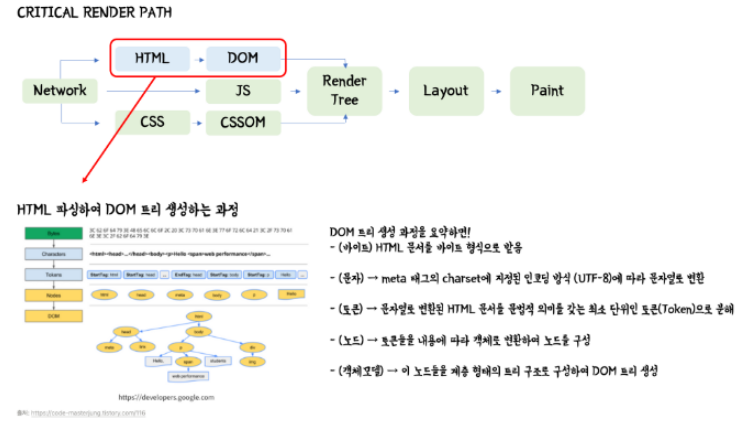 CRITICAL RENDER PATH
HTML
DOM
Network
JS
Render
Tree
Layout
Paint
CSS
CSSOM
HTML 파싱하여 DOM 트리 생성하는 과정
Bytes
Characters
<html><head>...</head><body><p>Hello <span>web performance</span>...
Tokens
StartTag: html
StartTag: head
...
EndTag: head
StartTag: body
StartTag: p
Hello
...
html
head
meta
body
p
Hello
DOM
html
head
body
meta
link
p
div
Hello,
span
students
img
web performance
https://developers.google.com
출처: https://code-masterjung.tistory.com/116
DOM 트리 생성 과정을 요약하면!
- (바이트) HTML 문서를 바이트 형식으로 받음
- (문자) → meta 태그의 charset에 지정된 인코딩 방식 (UTF-8)에 따라 문자열로 변환
- (토큰) → 문자열로 변환된 HTML 문서를 문법적 의미를 갖는 최소 단위인 토큰(Token)으로 분해
- (노드) → 토큰들을 내용에 따라 객체로 변환하여 노드를 구성
- (객체모델) → 이 노드들을 계층 형태의 트리 구조로 구성하여 DOM 트리 생성